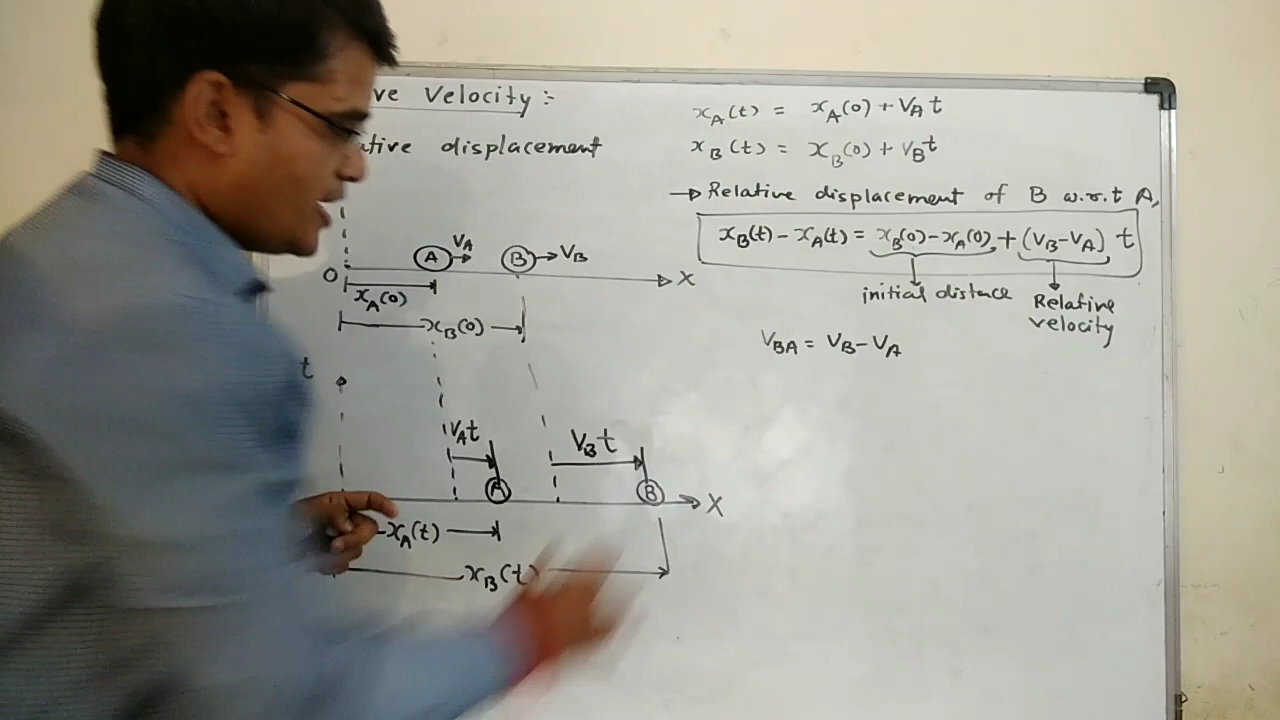 ve Velocity :-
tive displacement
A V_A B V_B
O X
x_A(0)
x_B(0)
t
V_A t V_B t
A B X
x_A(t)
x_B(t)
x_A(t) = x_A(0) + V_A t
x_B(t) = x_B(0) + V_B t
→ Relative displacement of B w.r.t A,
x_B(t) - x_A(t) = x_B(0) - x_A(0) + (V_B - V_A) t
initial distace Relative
velocity
V_BA = V_B - V_A